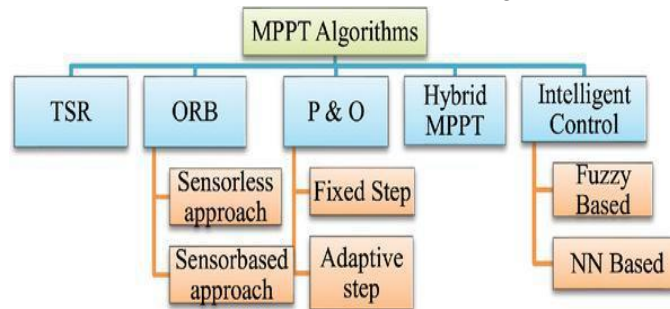 MPPT Algorithms
TSR
ORB
P & O
Hybrid
MPPT
Intelligent
Control
Sensorless
approach
Sensorbased
approach
Fixed Step
Adaptive
step
Fuzzy
Based
NN Based